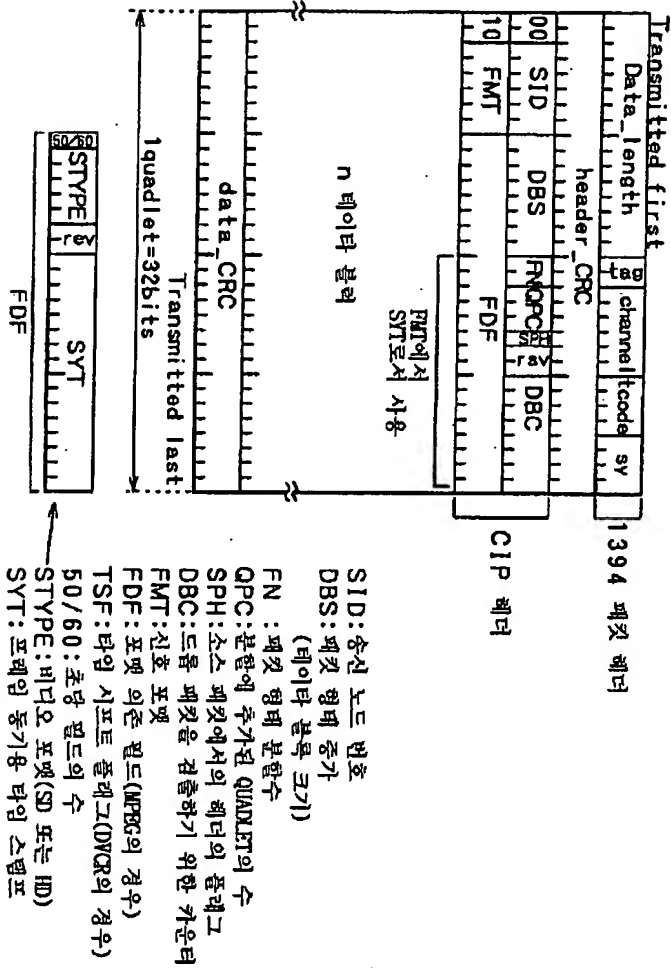 Transmitted first
Data_length tag channel tcode sy
header_CRC
00 SID DBS FN QPC SPH rsv DBC
10 FMT FDF
1394 패킷 헤더
CIP 헤더
FMT에서
SYT로서 사용
n 데이타 블럭
data_CRC
Transmitted last
1quadlet=32bits
50/60 STYPE rev SYT
FDF
SID:송신 노드 번호
DBS:패킷 형태 증가
(데이타 블록 크기)
FN :패킷 형태 분할수
QPC:분할에 추가된 QUADLET의 수
SPH:소스 패킷에서의 헤더의 플래그
DBC:드롭 패킷을 검출하기 위한 카운터
FMT:신호 포맷
FDF:포맷 의존 필드(MPEG의 경우)
TSF:타임 시프트 플래그(DVCR의 경우)
50/60:초당 필드의 수
STYPE:비디오 포맷(SD 또는 HD)
SYT:프레임 동기용 타임 스탬프